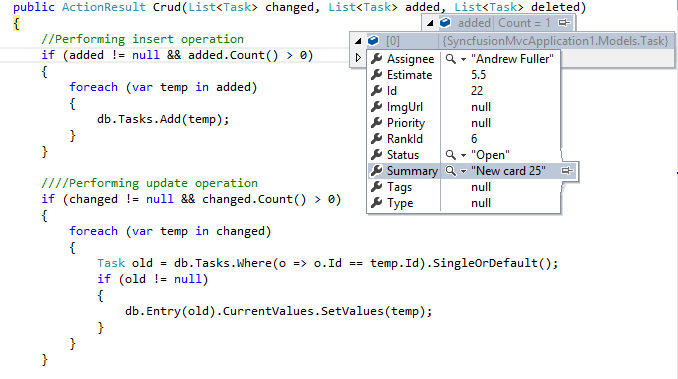 public ActionResult Crud(List<Task> changed, List<Task> added, List<Task> deleted)
{
added Count = 1
//Performing insert operation
[0] {SyncfusionMvcApplication1.Models.Task}
if (added != null && added.Count() > 0)
{
foreach (var temp in added)
{
db.Tasks.Add(temp);
}
}
Assignee "Andrew Fuller"
Estimate 5.5
Id 22
ImgUrl null
Priority null
RankId 6
Status "Open"
Summary "New card 25"
Tags null
Type null
////Performing update operation
if (changed != null && changed.Count() > 0)
{
foreach (var temp in changed)
{
Task old = db.Tasks.Where(o => o.Id == temp.Id).SingleOrDefault();
if (old != null)
{
db.Entry(old).CurrentValues.SetValues(temp);
}
}
}